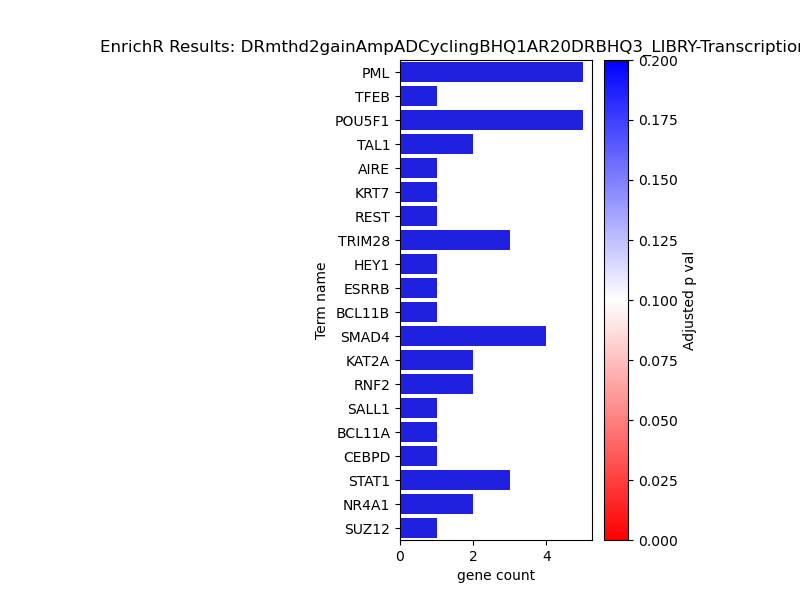 EnrichR Results: DRmthd2gainAmpADCyclingBHQ1AR20DRBHQ3_LIBRY-Transcription
PML
TFEB
POU5F1
TAL1
AIRE
KRT7
REST
TRIM28
HEY1
ESRRB
BCL11B
SMAD4
KAT2A
RNF2
SALL1
BCL11A
CEBPD
STAT1
NR4A1
SUZ12
Term name
0 2 4
gene count
0.200
0.175
0.150
0.125
0.100
0.075
0.050
0.025
0.000
Adjusted p val